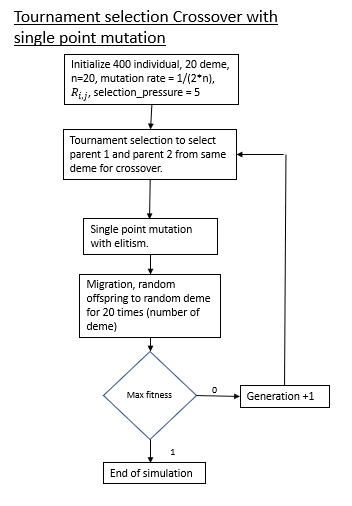 Tournament selection Crossover with
single point mutation
Initialize 400 individual, 20 deme,
n=20, mutation rate = 1/(2*n),
Ri,j, selection_pressure = 5
Tournament selection to select
parent 1 and parent 2 from same
deme for crossover.
Single point mutation
with elitism.
Migration, random
offspring to random deme
for 20 times (number of
deme)
Max fitness
0
Generation +1
1
End of simulation